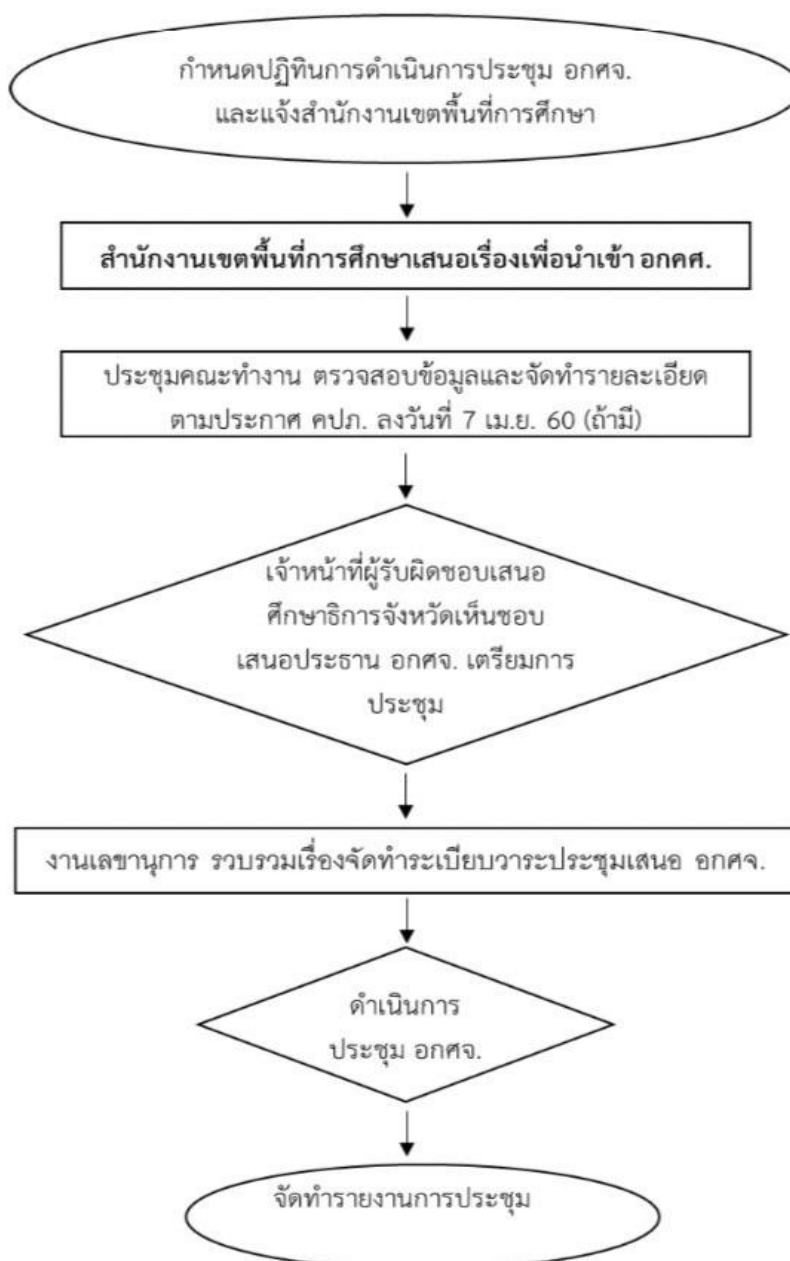 กำหนดปฏิทินการดำเนินการประชุม อกศจ.
และแจ้งสำนักงานเขตพื้นที่การศึกษา
สำนักงานเขตพื้นที่การศึกษาเสนอเรื่องเพื่อนำเข้า อกคศ.
ประชุมคณะทำงาน ตรวจสอบข้อมูลและจัดทำรายละเอียด
ตามประกาศ คปภ. ลงวันที่ 7 เม.ย. 60 (ถ้ามี)
เจ้าหน้าที่ผู้รับผิดชอบเสนอ
ศึกษาธิการจังหวัดเห็นชอบ
เสนอประธาน อกศจ. เตรียมการ
ประชุม
งานเลขานุการ รวบรวมเรื่องจัดทำระเบียบวาระประชุมเสนอ อกศจ.
ดำเนินการ
ประชุม อกศจ.
จัดทำรายงานการประชุม